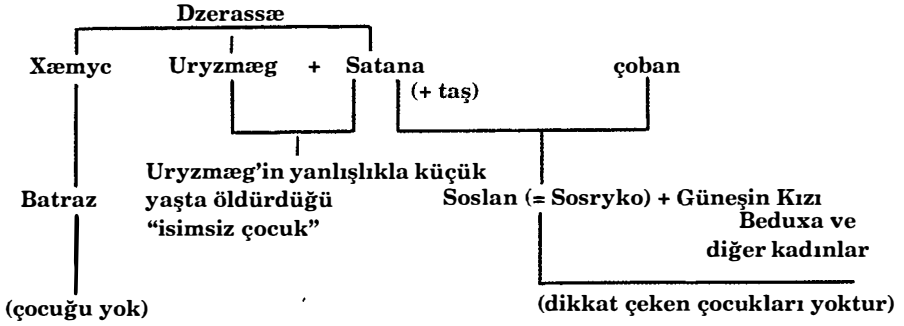 Dzerassæ
Xæmyc Uryzmæg + Satana çoban
(+ taş)
Uryzmæg'in yanlışlıkla küçük
yaşta öldürdüğü
"isimsiz çocuk"
Batraz Soslan (= Sosryko) + Güneşin Kızı
Beduxa ve
diğer kadınlar
(çocuğu yok) (dikkat çeken çocukları yoktur)